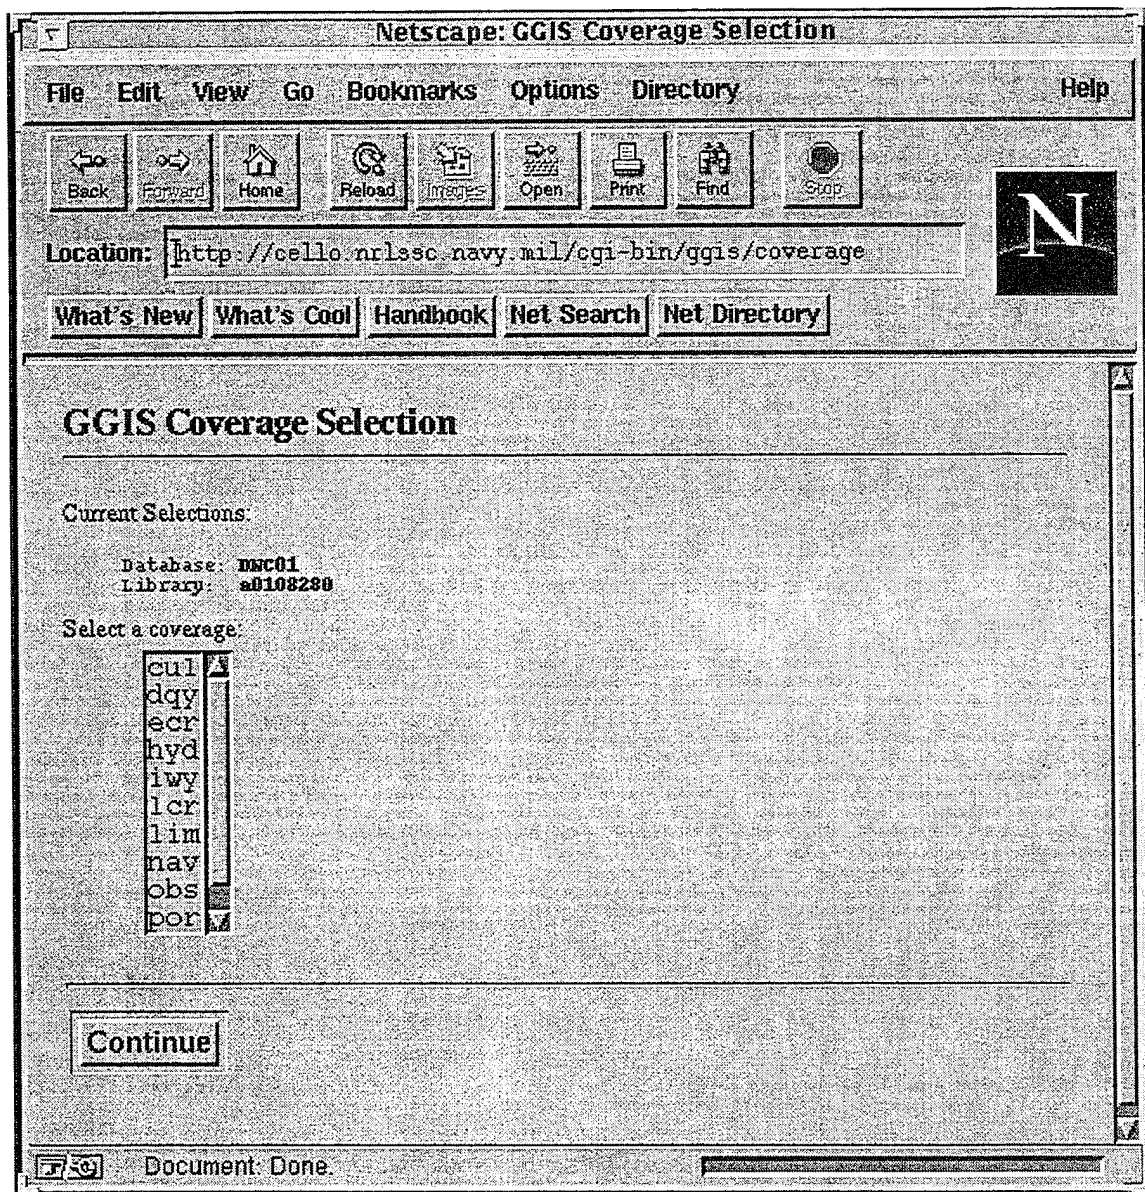 Netscape: GGIS Coverage Selection
File Edit View Go Bookmarks Options Directory Help
Back Forward Home Reload Images Open Print Find Stop
N
Location: http://cello.nrlssc.navy.mil/cgi-bin/ggis/coverage
What's New What's Cool Handbook Net Search Net Directory
GGIS Coverage Selection
Current Selections:
Database: mwc01
Library: a0108280
Select a coverage:
cul
dqy
ecr
hyd
iwy
lcr
lim
nav
obs
por
Continue
Document: Done.